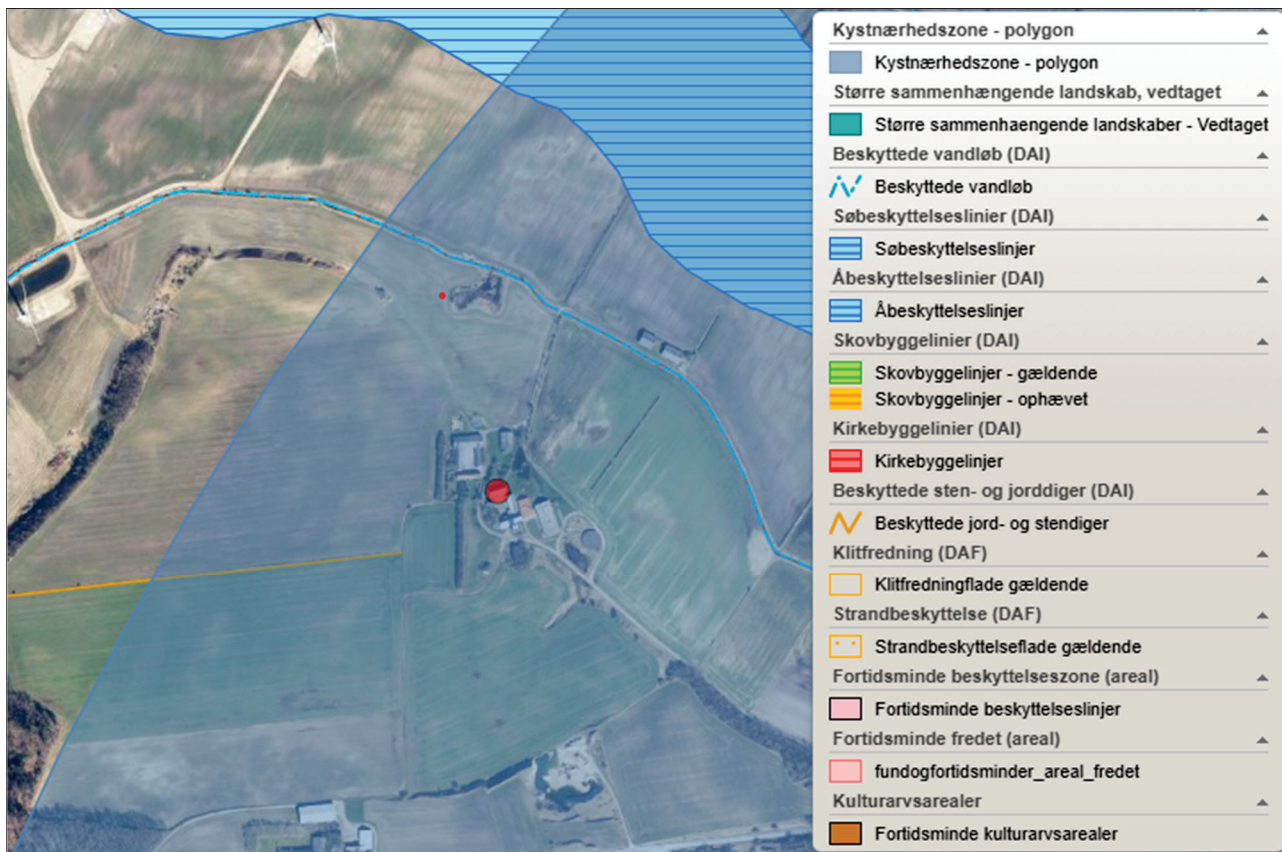 Kystnærhedszone - polygon
Kystnærhedszone - polygon
Større sammenhængende landskab, vedtaget
Større sammenhaengende landskaber - Vedtaget
Beskyttede vandløb (DAI)
Beskyttede vandløb
Søbeskyttelseslinier (DAI)
Søbeskyttelseslinjer
Åbeskyttelseslinier (DAI)
Åbeskyttelseslinjer
Skovbyggelinier (DAI)
Skovbyggelinjer - gældende
Skovbyggelinjer - ophævet
Kirkebyggelinier (DAI)
Kirkebyggelinjer
Beskyttede sten- og jorddiger (DAI)
Beskyttede jord- og stendiger
Klitfredning (DAF)
Klitfredningflade gældende
Strandbeskyttelse (DAF)
Strandbeskyttelseflade gældende
Fortidsminde beskyttelseszone (areal)
Fortidsminde beskyttelseslinjer
Fortidsminde fredet (areal)
fundogfortidsminder_areal_fredet
Kulturarvsarealer
Fortidsminde kulturarvsarealer